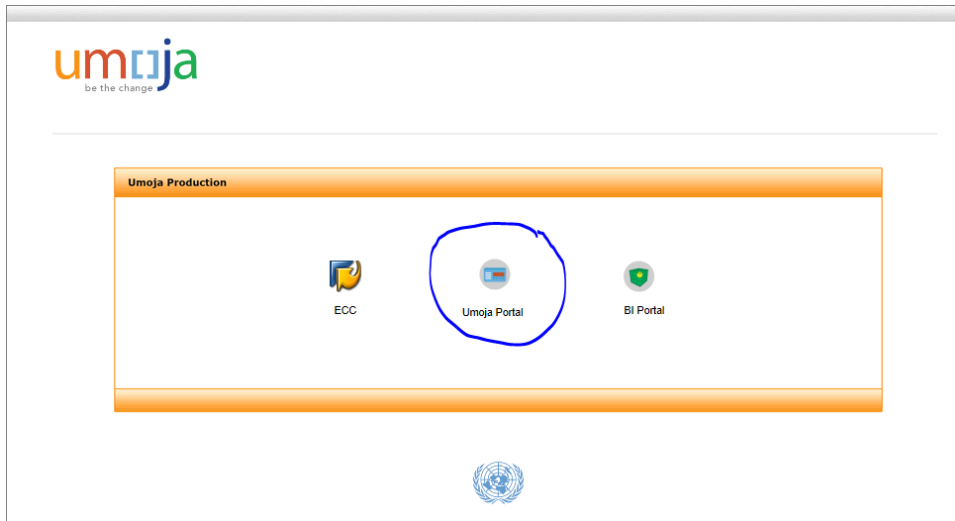 umoja
be the change
Umoja Production
ECC
Umoja Portal
BI Portal